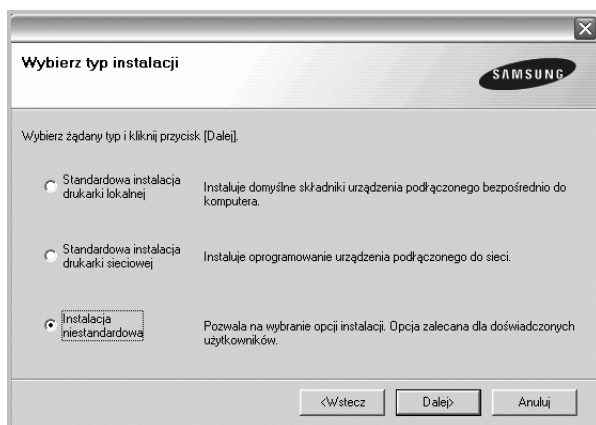 Wybierz typ instalacji
SAMSUNG
Wybierz żądany typ i kliknij przycisk [Dalej].
Standardowa instalacja
drukarki lokalnej
Instaluje domyślne składniki urządzenia podłączonego bezpośrednio do
komputera.
Standardowa instalacja
drukarki sieciowej
Instaluje oprogramowanie urządzenia podłączonego do sieci.
Instalacja
niestandardowa
Pozwala na wybranie opcji instalacji. Opcja zalecana dla doświadczonych
użytkowników.
<Wstecz
Dalej>
Anuluj